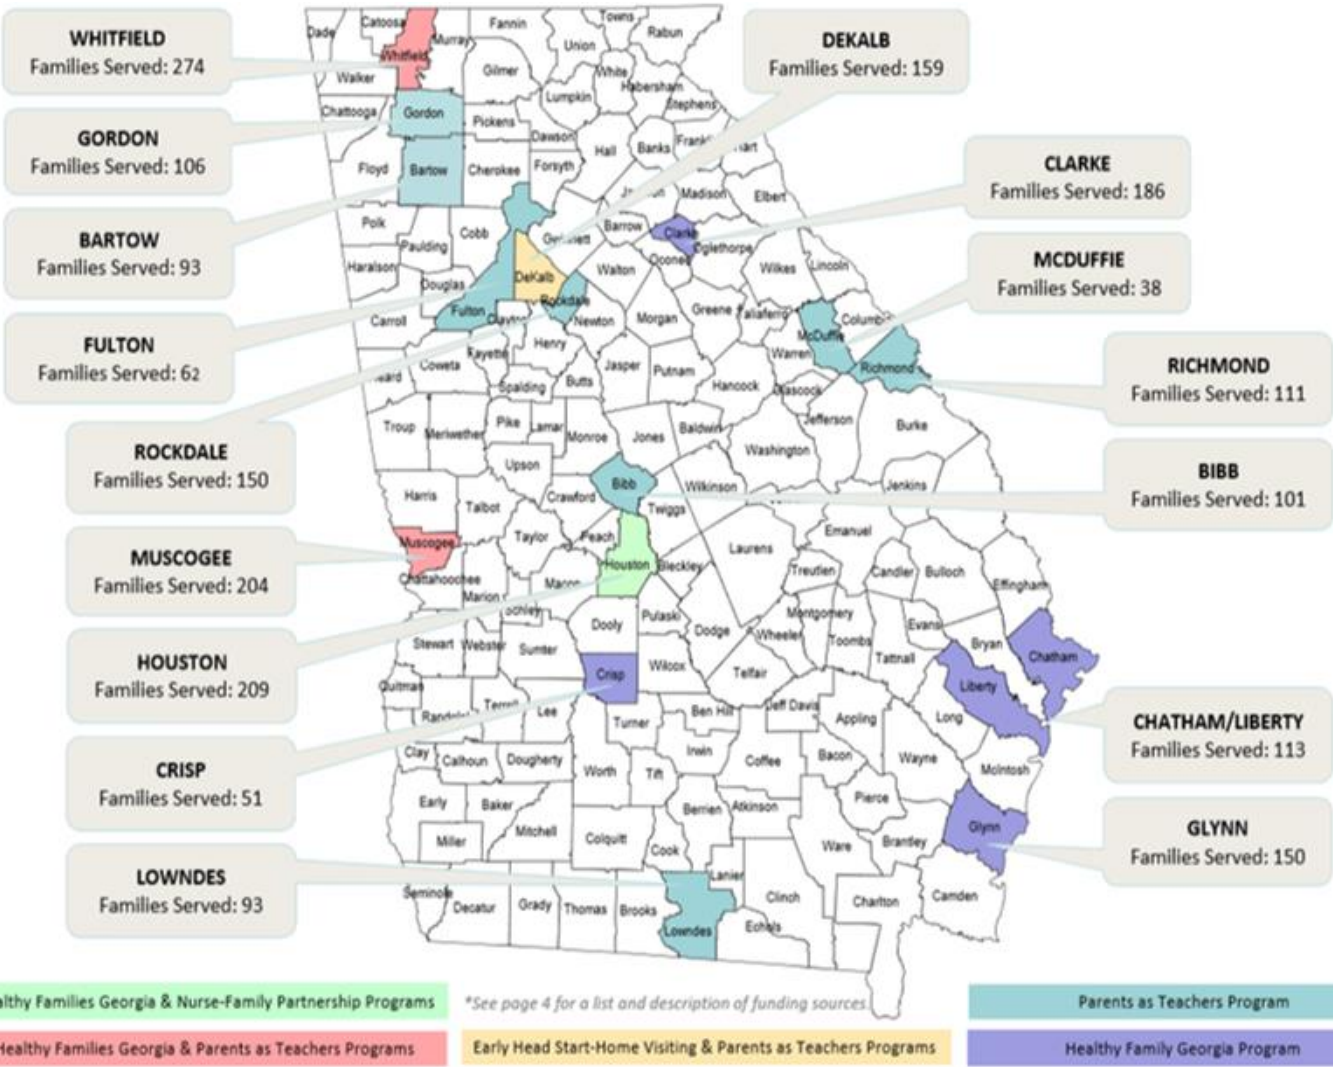 WHITFIELD
Families Served: 274
GORDON
Families Served: 106
BARTOW
Families Served: 93
FULTON
Families Served: 62
ROCKDALE
Families Served: 150
MUSCOGEE
Families Served: 204
HOUSTON
Families Served: 209
CRISP
Families Served: 51
LOWNDES
Families Served: 93
DEKALB
Families Served: 159
CLARKE
Families Served: 186
MCDUFFIE
Families Served: 38
RICHMOND
Families Served: 111
BIBB
Families Served: 101
CHATHAM/LIBERTY
Families Served: 113
GLYNN
Families Served: 150
Dade
Catoosa
Whitfield
Murray
Fannin
Towns
Union
Rabun
Walker
Gilmer
White
Habersham
Lumpkin
Stephens
Chattooga
Gordon
Pickens
Dawson
Hall
Banks
Floyd
Bartow
Cherokee
Forsyth
Madison
Elbert
Polk
Paulding
Cobb
Barrow
Clarke
Oglethorpe
Oconee
Haralson
Douglas
DeKalb
Walton
Wilkes
Lincoln
Carroll
Fulton
Rockdale
Newton
Morgan
Greene
McDuffie
Warren
Richmond
Henry
Coweta
Spalding
Butts
Jasper
Putnam
Hancock
Troup
Meriwether
Pike
Lamar
Monroe
Jones
Baldwin
Jefferson
Burke
Washington
Upson
Bibb
Wilkinson
Jenkins
Harris
Talbot
Crawford
Twiggs
Muscogee
Taylor
Peach
Houston
Bleckley
Laurens
Emanuel
Treutlen
Candler
Bulloch
Effingham
Chattahoochee
Marion
Macon
Schley
Dooly
Pulaski
Dodge
Wheeler
Montgomery
Toombs
Evans
Bryan
Chatham
Stewart
Webster
Sumter
Crisp
Wilcox
Telfair
Tattnall
Liberty
Quitman
Lee
Turner
Ben Hill
Jeff Davis
Appling
Long
Clay
Calhoun
Dougherty
Worth
Tift
Irwin
Coffee
Bacon
Wayne
McIntosh
Early
Baker
Mitchell
Colquitt
Berrien
Atkinson
Pierce
Glynn
Miller
Cook
Ware
Brantley
Seminole
Decatur
Grady
Thomas
Brooks
Lanier
Lowndes
Clinch
Echols
Charlton
Camden
althy Families Georgia & Nurse-Family Partnership Programs
*See page 4 for a list and description of funding sources.
Parents as Teachers Program
Healthy Families Georgia & Parents as Teachers Programs
Early Head Start-Home Visiting & Parents as Teachers Programs
Healthy Family Georgia Program